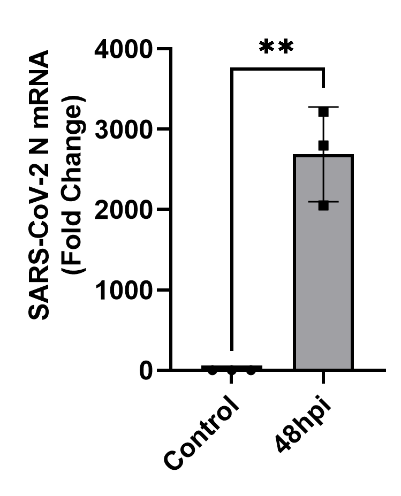 SARS-CoV-2 N mRNA
(Fold Change)
4000
3000
2000
1000
0
**
Control
48hpi